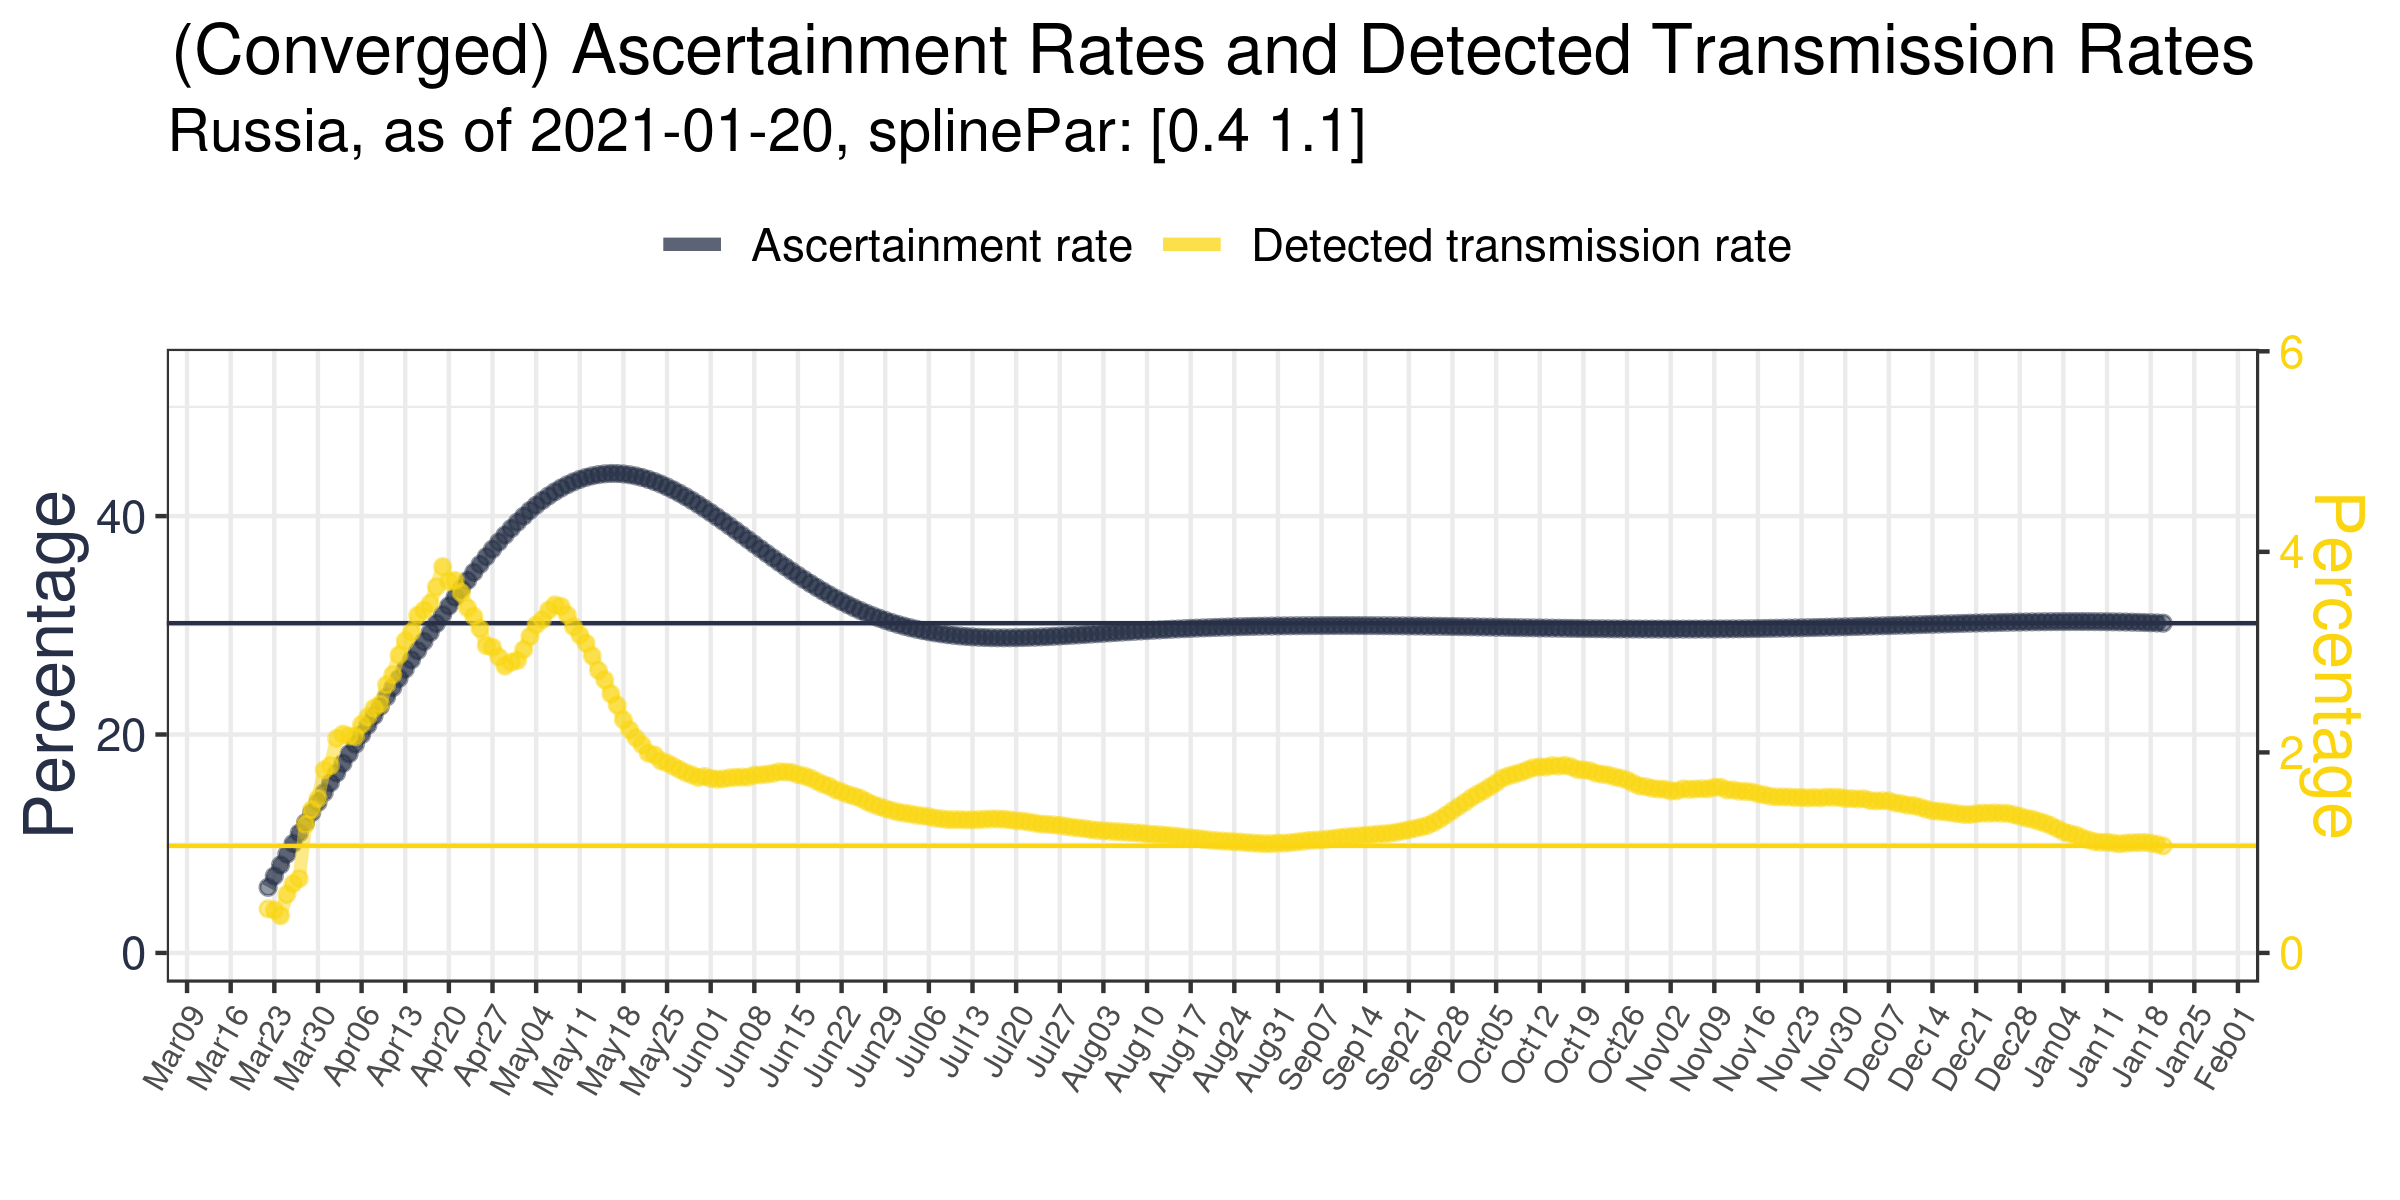 (Converged) Ascertainment Rates and Detected Transmission Rates
Russia, as of 2021-01-20, splinePar: [0.4 1.1]
Ascertainment rate Detected transmission rate
Percentage
40
20
0
6
4
2
0
Percentage
Mar09 Mar16 Mar23 Mar30 Apr06 Apr13 Apr20 Apr27 May04 May11 May18 May25 Jun01 Jun08 Jun15 Jun22 Jun29 Jul06 Jul13 Jul20 Jul27 Aug03 Aug10 Aug17 Aug24 Aug31 Sep07 Sep14 Sep21 Sep28 Oct05 Oct12 Oct19 Oct26 Nov02 Nov09 Nov16 Nov23 Nov30 Dec07 Dec14 Dec21 Dec28 Jan04 Jan11 Jan18 Jan25 Feb01